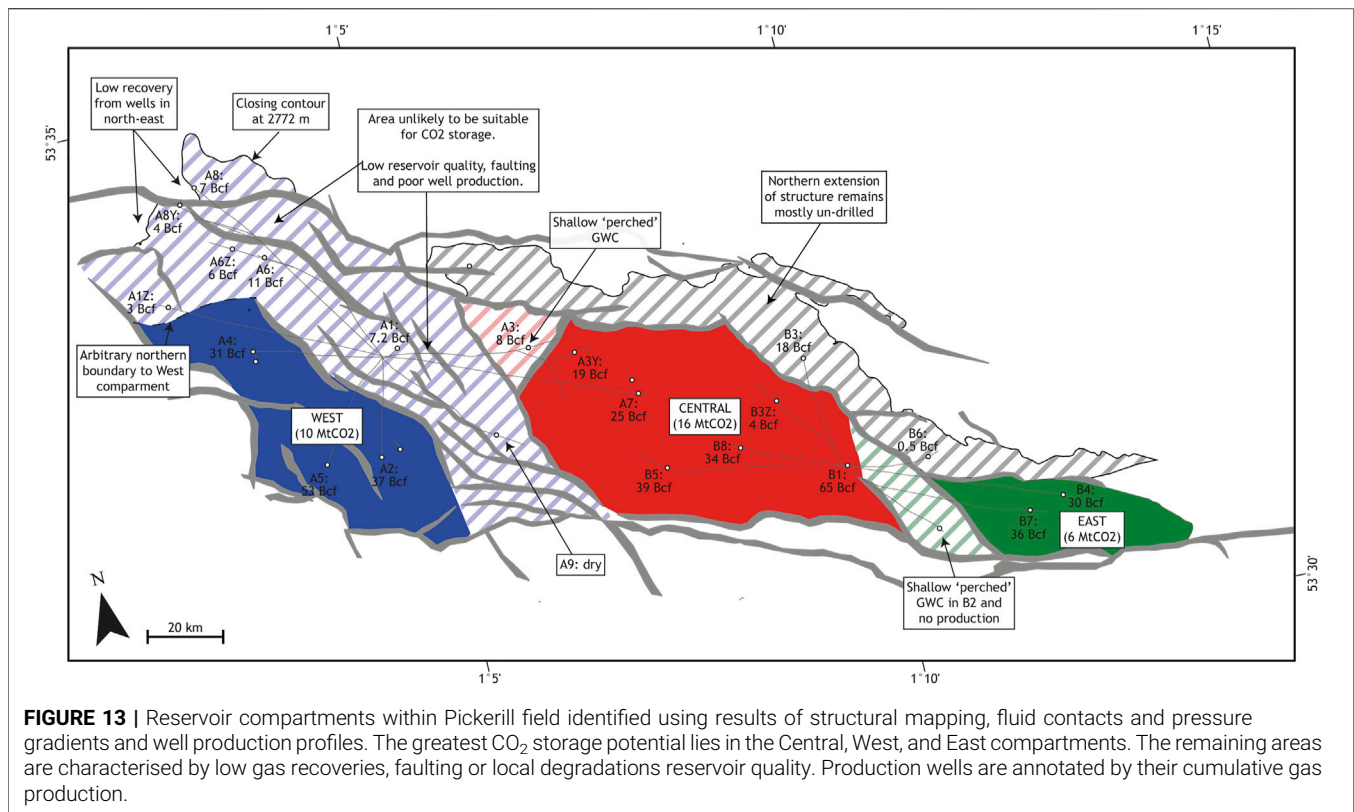 1°5'
1°10'
1°15'
53°35'
Low recovery
from wells in
north-east
Closing contour
at 2772 m
Area unlikely to be suitable
for CO2 storage.
Low reservoir quality, faulting
and poor well production.
Northern extension
of structure remains
mostly un-drilled
Shallow ‘perched’
GWC
A8:
7 Bcf
A8Y:
4 Bcf
A6Z:
6 Bcf
A6:
11 Bcf
A1Z:
3 Bcf
A1:
7.2 Bcf
A3:
8 Bcf
B3:
18 Bcf
Arbitrary northern
boundary to West
comparment
A4:
31 Bcf
A3Y:
19 Bcf
A7:
25 Bcf
WEST
(10 MtCO2)
CENTRAL
(16 MtCO2)
B3Z:
4 Bcf
B6:
0.5 Bcf
A5:
53 Bcf
A2:
37 Bcf
B8:
34 Bcf
B5:
39 Bcf
B1:
65 Bcf
B4:
30 Bcf
B7:
36 Bcf
EAST
(6 MtCO2)
A9: dry
Shallow ‘perched’
GWC in B2 and
no production
53°30
N
20 km
1°5'
1°10'
FIGURE 13 | Reservoir compartments within Pickerill field identified using results of structural mapping, fluid contacts and pressure
gradients and well production profiles. The greatest CO₂ storage potential lies in the Central, West, and East compartments. The remaining areas
are characterised by low gas recoveries, faulting or local degradations reservoir quality. Production wells are annotated by their cumulative gas
production.